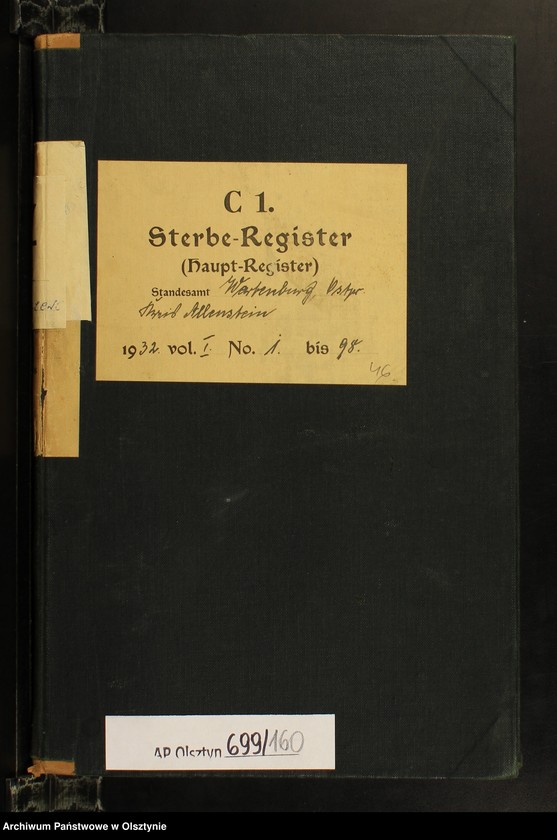 C 1.
Sterbe-Register
(Haupt-Register)
Standesamt Wartenburg, Ostpr.
Kreis Allenstein
1932. vol. I. No. 1. bis 98.
46.
AP Olsztyn 699/160
Archiwum Państwowe w Olsztynie